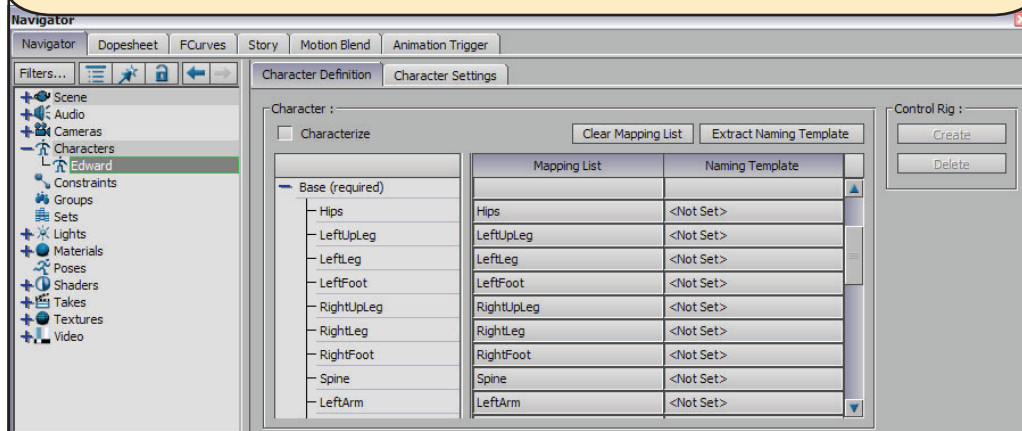 Navigator
Navigator Dopesheet FCurves Story Motion Blend Animation Trigger
Filters... Character Definition Character Settings
Scene
Audio
Cameras
Characters
Edward
Constraints
Groups
Sets
Lights
Materials
Poses
Shaders
Takes
Textures
Video
Character :
Characterize Clear Mapping List Extract Naming Template
Mapping List Naming Template
Base (required)
Hips Hips <Not Set>
LeftUpLeg LeftUpLeg <Not Set>
LeftLeg LeftLeg <Not Set>
LeftFoot LeftFoot <Not Set>
RightUpLeg RightUpLeg <Not Set>
RightLeg RightLeg <Not Set>
RightFoot RightFoot <Not Set>
Spine Spine <Not Set>
LeftArm LeftArm <Not Set>
Control Rig :
Create
Delete